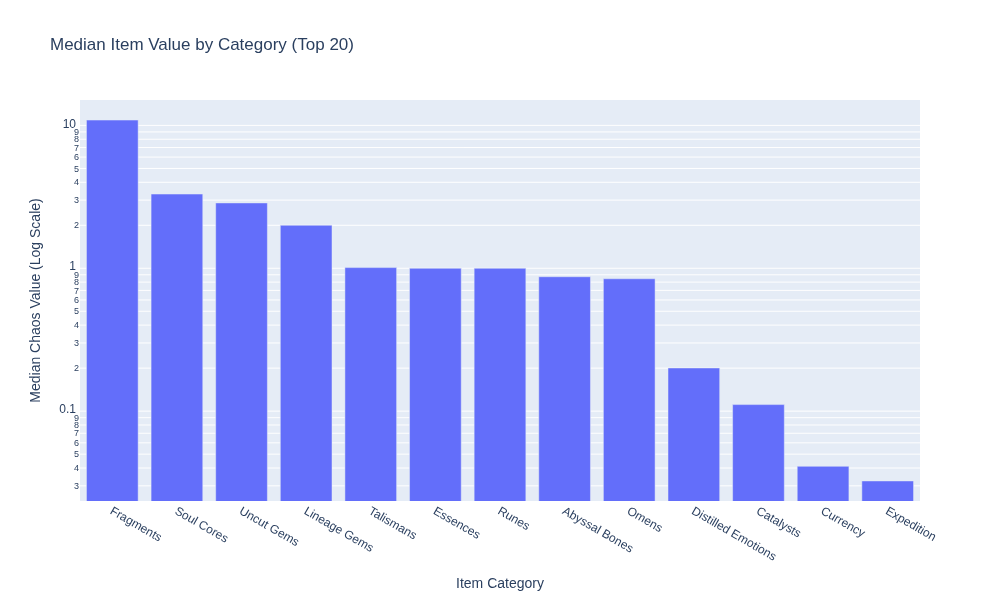 Median Item Value by Category (Top 20)
Median Chaos Value (Log Scale)
10
9
8
7
6
5
4
3
2
1
9
8
7
6
5
4
3
2
0.1
9
8
7
6
5
4
3
Fragments
Soul Cores
Uncut Gems
Lineage Gems
Talismans
Essences
Runes
Abyssal Bones
Omens
Distilled Emotions
Catalysts
Currency
Expedition
Item Category